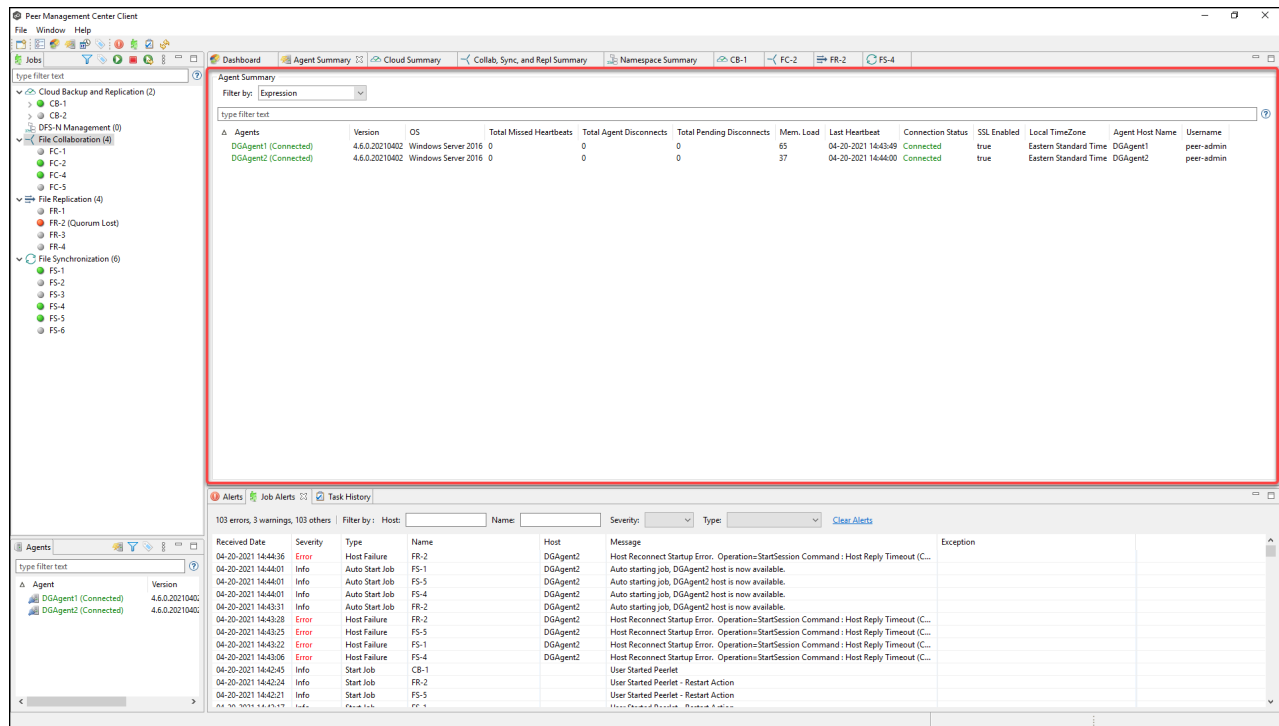 Peer Management Center Client
File Window Help
Jobs
type filter text
Cloud Backup and Replication (2)
CB-1
CB-2
DFS-N Management (0)
File Collaboration (4)
FC-1
FC-2
FC-4
FC-5
File Replication (4)
FR-1
FR-2 (Quorum Lost)
FR-3
FR-4
File Synchronization (6)
FS-1
FS-2
FS-3
FS-4
FS-5
FS-6
Agents
type filter text
Agent Version
DGAgent1 (Connected) 4.6.0.20210402
DGAgent2 (Connected) 4.6.0.20210402
Dashboard Agent Summary Cloud Summary Collab, Sync, and Repl Summary Namespace Summary CB-1 FC-2 FR-2 FS-4
Agent Summary
Filter by: Expression
type filter text
Agents Version OS Total Missed Heartbeats Total Agent Disconnects Total Pending Disconnects Mem. Load Last Heartbeat Connection Status SSL Enabled Local TimeZone Agent Host Name Username
DGAgent1 (Connected) 4.6.0.20210402 Windows Server 2016 0 0 0 65 04-20-2021 14:43:49 Connected true Eastern Standard Time DGAgent1 peer-admin
DGAgent2 (Connected) 4.6.0.20210402 Windows Server 2016 0 0 0 37 04-20-2021 14:44:00 Connected true Eastern Standard Time DGAgent2 peer-admin
Alerts Job Alerts Task History
103 errors, 3 warnings, 103 others Filter by : Host: Name: Severity: Type: Clear Alerts
Received Date Severity Type Name Host Message Exception
04-20-2021 14:44:36 Error Host Failure FR-2 DGAgent2 Host Reconnect Startup Error. Operation=StartSession Command : Host Reply Timeout (C...
04-20-2021 14:44:01 Info Auto Start Job FS-1 DGAgent2 Auto starting job, DGAgent2 host is now available.
04-20-2021 14:44:01 Info Auto Start Job FS-5 DGAgent2 Auto starting job, DGAgent2 host is now available.
04-20-2021 14:44:01 Info Auto Start Job FS-4 DGAgent2 Auto starting job, DGAgent2 host is now available.
04-20-2021 14:43:31 Info Auto Start Job FR-2 DGAgent2 Auto starting job, DGAgent2 host is now available.
04-20-2021 14:43:28 Error Host Failure FR-2 DGAgent2 Host Reconnect Startup Error. Operation=StartSession Command : Host Reply Timeout (C...
04-20-2021 14:43:25 Error Host Failure FS-5 DGAgent2 Host Reconnect Startup Error. Operation=StartSession Command : Host Reply Timeout (C...
04-20-2021 14:43:22 Error Host Failure FS-1 DGAgent2 Host Reconnect Startup Error. Operation=StartSession Command : Host Reply Timeout (C...
04-20-2021 14:43:06 Error Host Failure FS-4 DGAgent2 Host Reconnect Startup Error. Operation=StartSession Command : Host Reply Timeout (C...
04-20-2021 14:42:45 Info Start Job CB-1 User Started Peerlet
04-20-2021 14:42:24 Info Start Job FR-2 User Started Peerlet - Restart Action
04-20-2021 14:42:21 Info Start Job FS-5 User Started Peerlet - Restart Action
04-20-2021 14:42:17 Info Start Job FS-1 User Started Peerlet - Restart Action